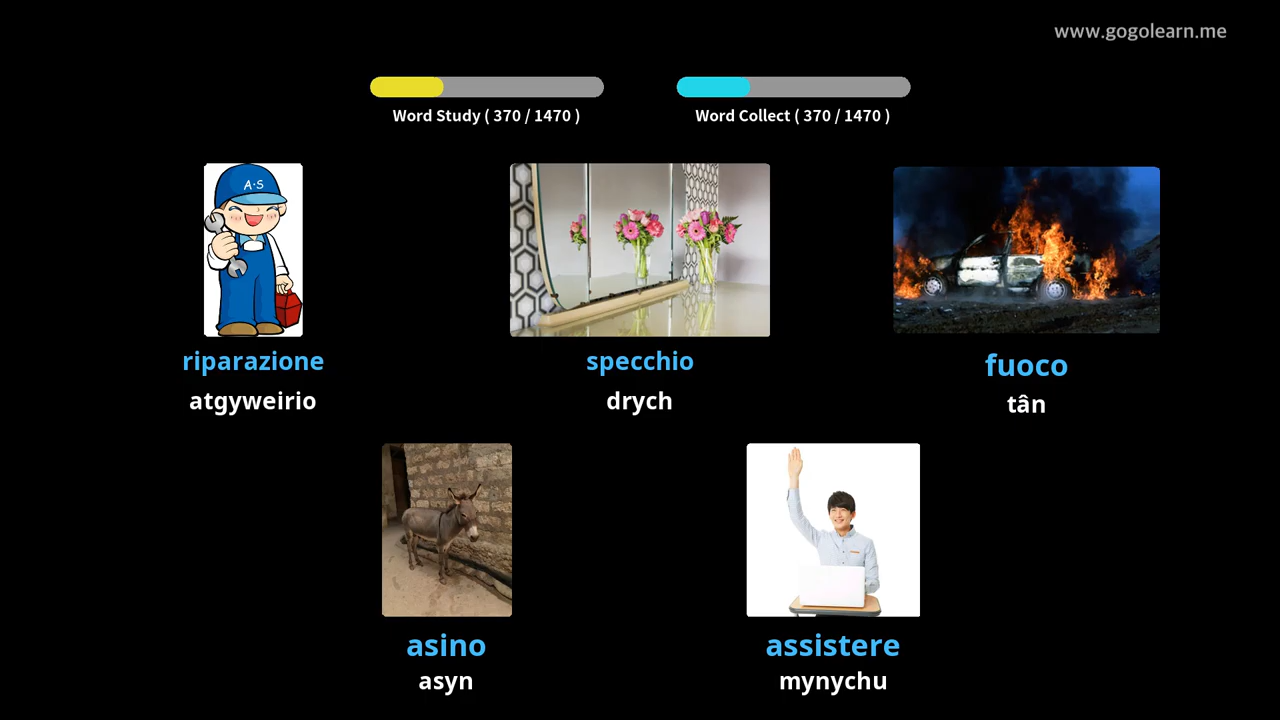 www.gogolearn.me
Word Study ( 370 / 1470 )
Word Collect ( 370 / 1470 )
A·S
riparazione
atgyweirio
specchio
drych
fuoco
tân
asino
asyn
assistere
mynychu